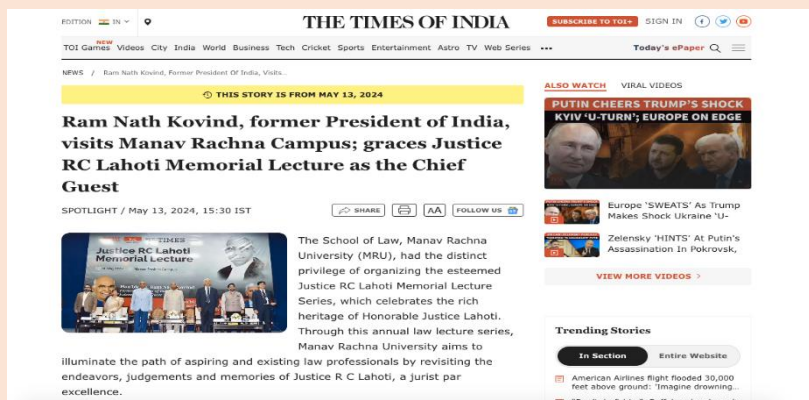 EDITION IN
THE TIMES OF INDIA
SUBSCRIBE TO TOI+ SIGN IN
NEW
TOI Games Videos City India World Business Tech Cricket Sports Entertainment Astro TV Web Series
Today's ePaper
NEWS / Ram Nath Kovind, Former President Of India, Visits..
THIS STORY IS FROM MAY 13, 2024
Ram Nath Kovind, former President of India,
visits Manav Rachna Campus; graces Justice
RC Lahoti Memorial Lecture as the Chief
Guest
SPOTLIGHT / May 13, 2024, 15:30 IST
SHARE AA FOLLOW US
TIMES
Justice RC Lahoti
Memorial Lecture
The School of Law, Manav Rachna
University (MRU), had the distinct
privilege of organizing the esteemed
Justice RC Lahoti Memorial Lecture
Series, which celebrates the rich
heritage of Honorable Justice Lahoti.
Through this annual law lecture series,
Manav Rachna University aims to
illuminate the path of aspiring and existing law professionals by revisiting the
endeavors, judgements and memories of Justice R C Lahoti, a jurist par
excellence.
ALSO WATCH VIRAL VIDEOS
PUTIN CHEERS TRUMP'S SHOCK
KYIV 'U-TURN'; EUROPE ON EDGE
Europe 'SWEATS' As Trump
Makes Shock Ukraine 'U-
Zelensky 'HINTS' At Putin's
Assassination In Pokrovsk,
VIEW MORE VIDEOS
Trending Stories
In Section Entire Website
American Airlines flight flooded 30,000
feet above ground: 'Imagine drowning...